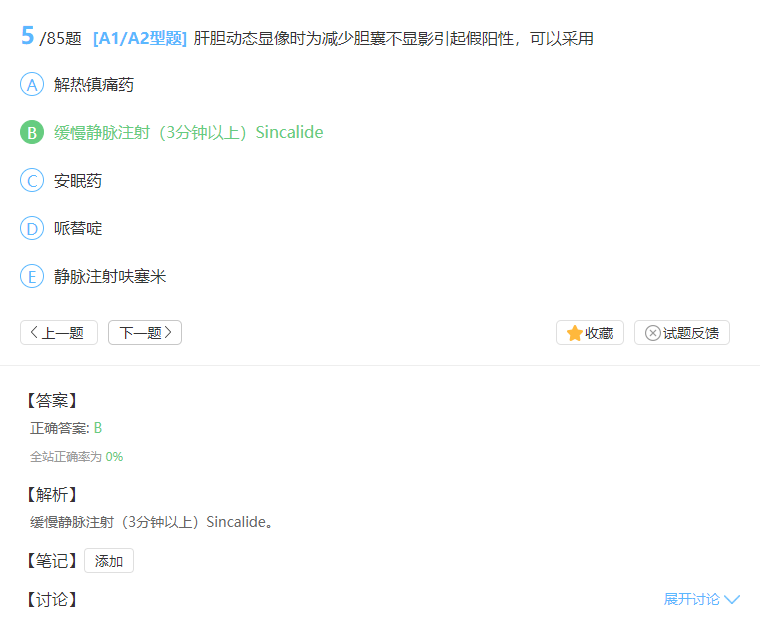 5 /85题 [A1/A2型题] 肝胆动态显像时为减少胆囊不显影引起假阳性，可以采用
A 解热镇痛药
B 缓慢静脉注射（3分钟以上）Sincalide
C 安眠药
D 哌替啶
E 静脉注射呋塞米
上一题 下一题 收藏 试题反馈
【答案】
正确答案: B
全站正确率为 0%
【解析】
缓慢静脉注射（3分钟以上）Sincalide。
【笔记】 添加
【讨论】 展开讨论